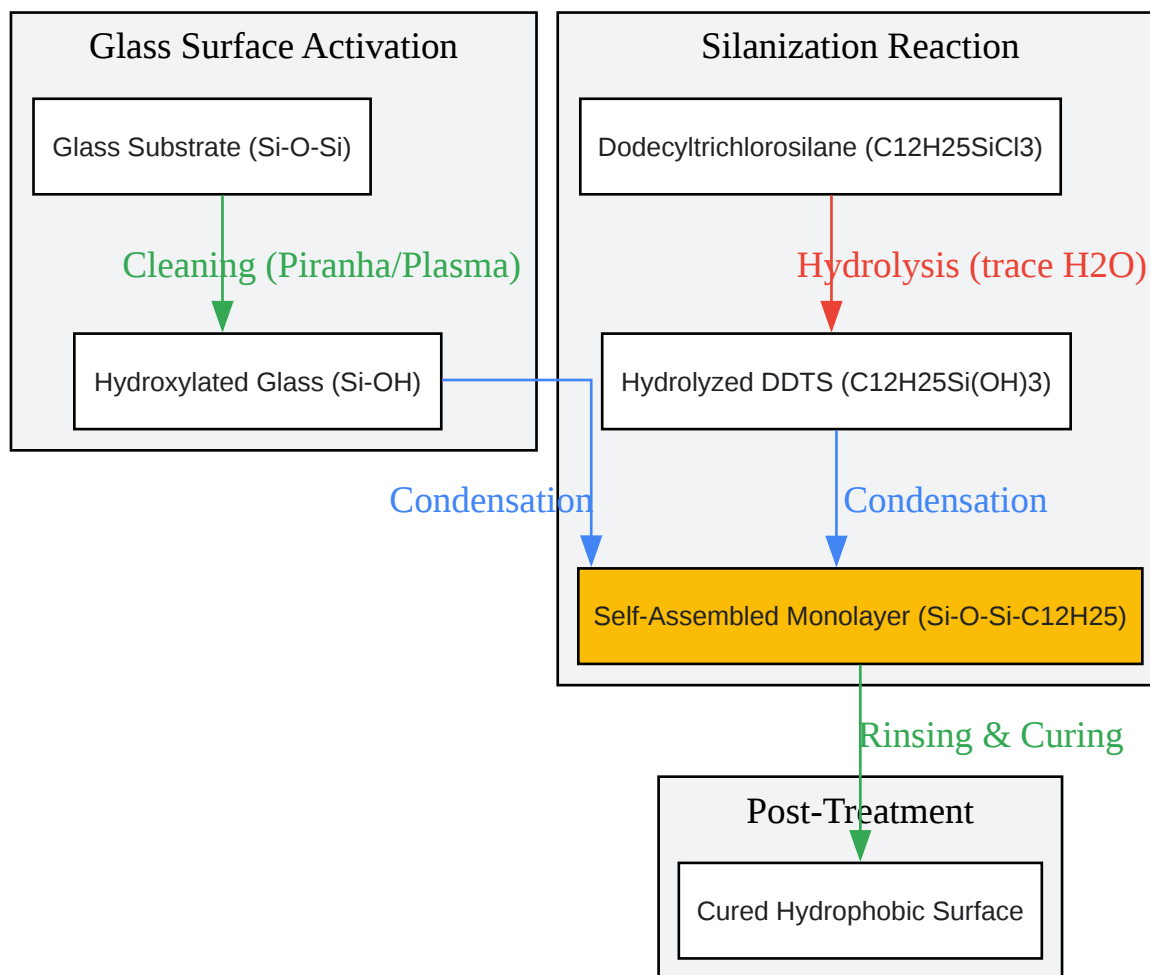 Glass Surface Activation
Glass Substrate (Si-O-Si)
Cleaning (Piranha/Plasma)
Hydroxylated Glass (Si-OH)
Condensation
Silanization Reaction
Dodecyltrichlorosilane (C12H25SiCl3)
Hydrolysis (trace H2O)
Hydrolyzed DDTS (C12H25Si(OH)3)
Condensation
Self-Assembled Monolayer (Si-O-Si-C12H25)
Rinsing & Curing
Post-Treatment
Cured Hydrophobic Surface